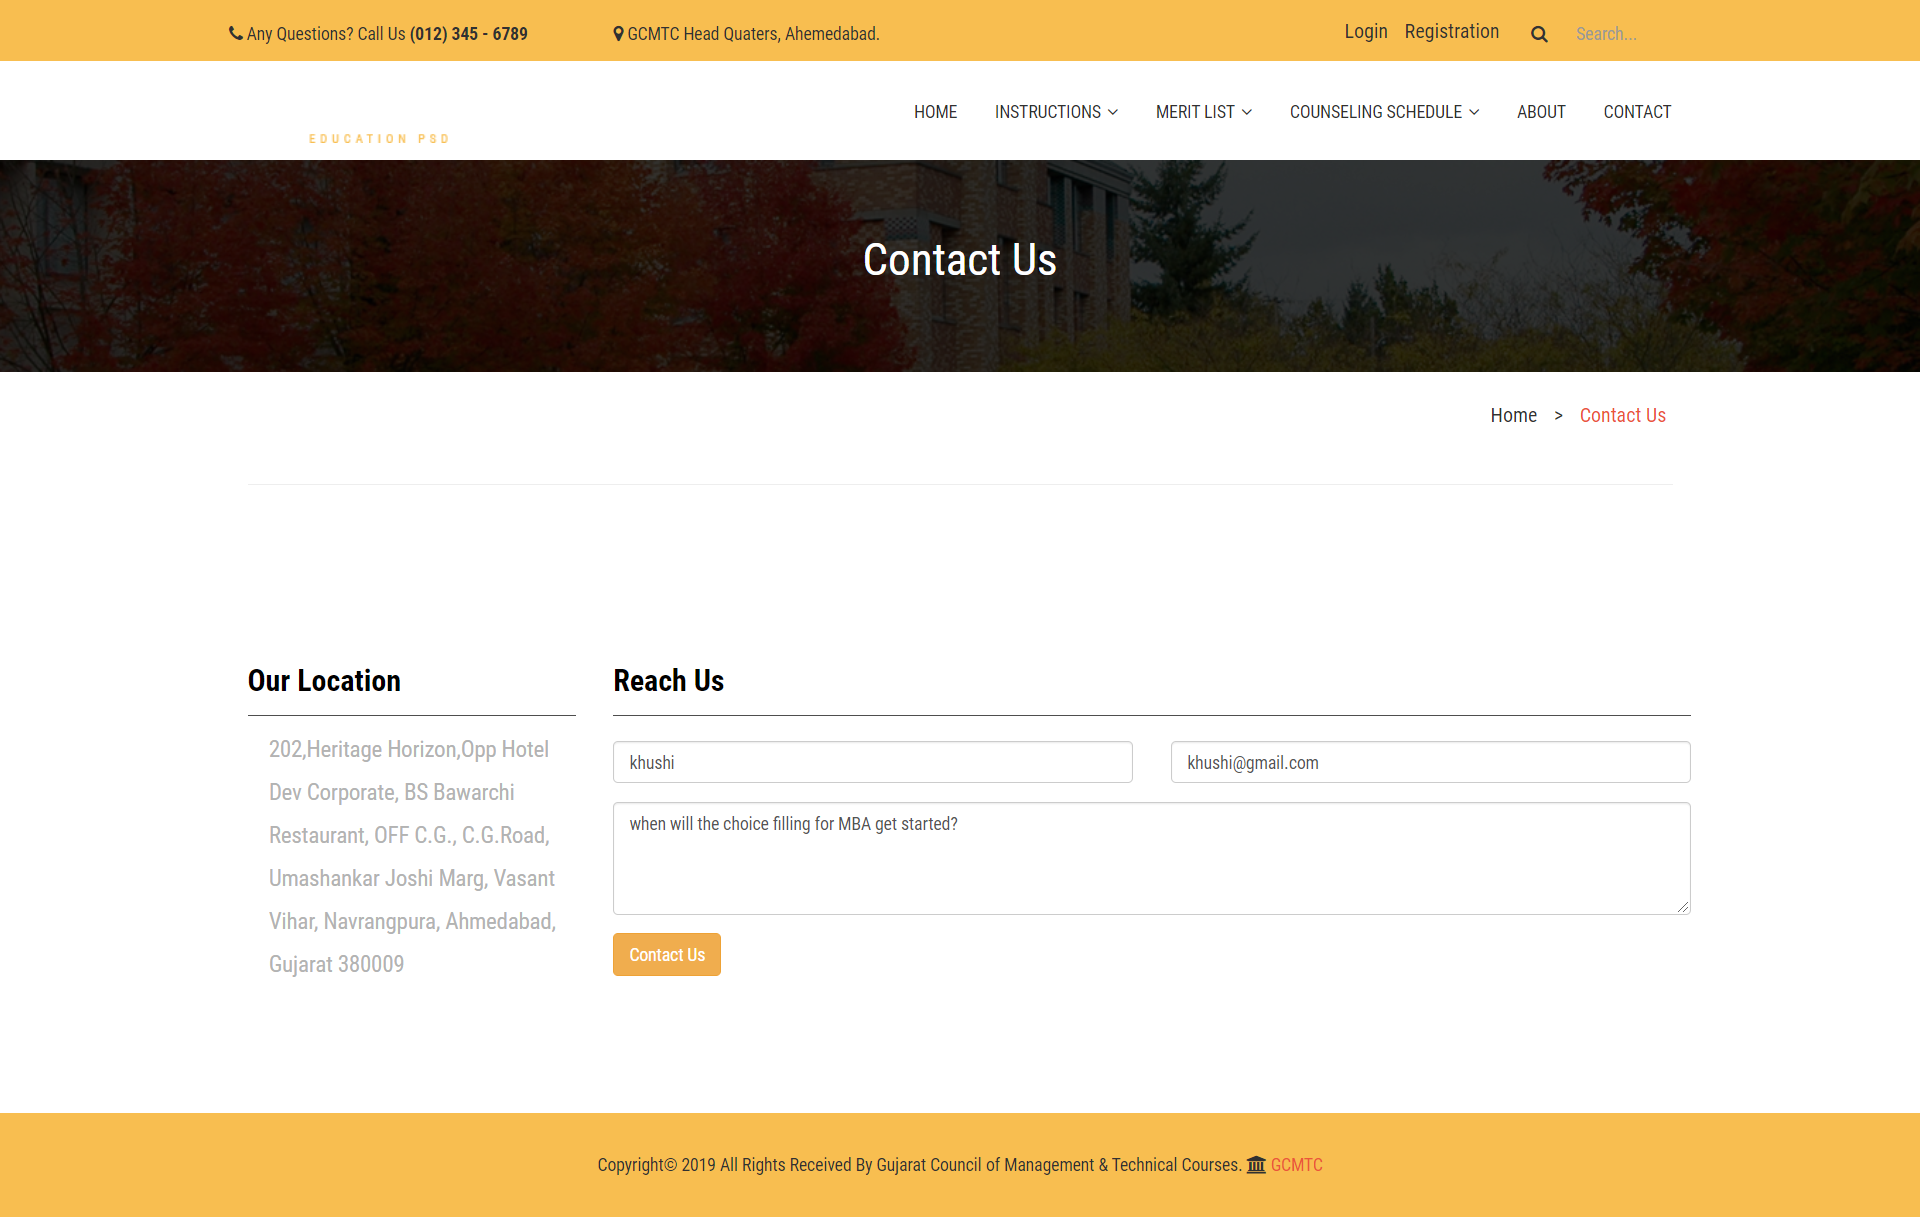 Any Questions? Call Us (012) 345 - 6789
GCMTC Head Quaters, Ahemedabad.
Login Registration
Search...
EDUCATION PSD
HOME INSTRUCTIONS MERIT LIST COUNSELING SCHEDULE ABOUT CONTACT
Contact Us
Home > Contact Us
Our Location
202,Heritage Horizon,Opp Hotel
Dev Corporate, BS Bawarchi
Restaurant, OFF C.G., C.G.Road,
Umashankar Joshi Marg, Vasant
Vihar, Navrangpura, Ahmedabad,
Gujarat 380009
Reach Us
khushi
khushi@gmail.com
when will the choice filling for MBA get started?
Contact Us
Copyright© 2019 All Rights Received By Gujarat Council of Management & Technical Courses. GCMTC